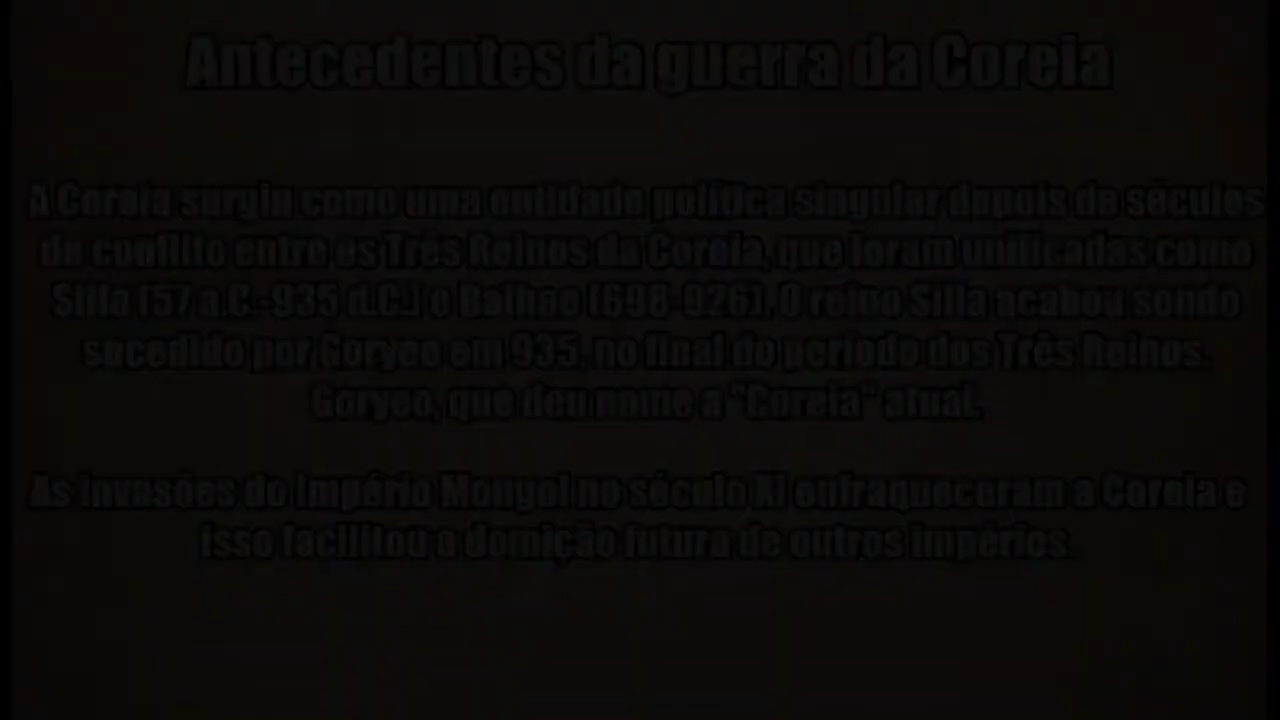 Antecedentes da guerra da Coreia
A Coreia surgiu como uma entidade política singular depois de séculos
de conflito entre os Três Reinos da Coreia, que foram unificadas como
Silla (57 a.C.-935 d.C.) e Balhae (698-926). O reino Silla acabou sendo
sucedido por Goryeo em 935, no final do período dos Três Reinos.
Goryeo, que deu nome a "Coreia" atual.
As invasões do Império Mongol no século XI enfraqueceram a Coreia e
isso facilitou a domição futura de outros impérios.